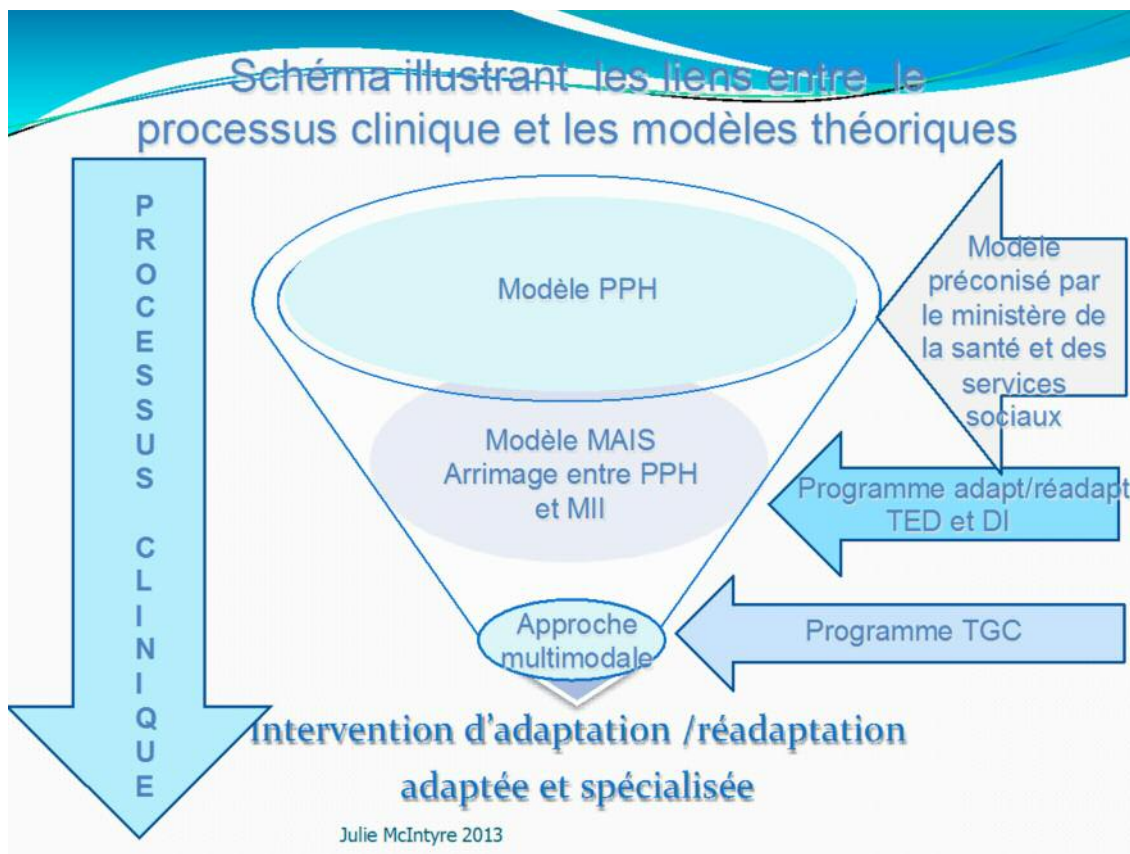 Schéma illustrant les liens entre le
processus clinique et les modèles théoriques
PROCESSUS CLINIQUE
Modèle PPH
Modèle
préconisé par
le ministère de
la santé et des
services
sociaux
Modèle MAIS
Arrimage entre PPH
et MII
Programme adapt/réadapt
TED et DI
Approche
multimodale
Programme TGC
Intervention d'adaptation /réadaptation
adaptée et spécialisée
Julie McIntyre 2013